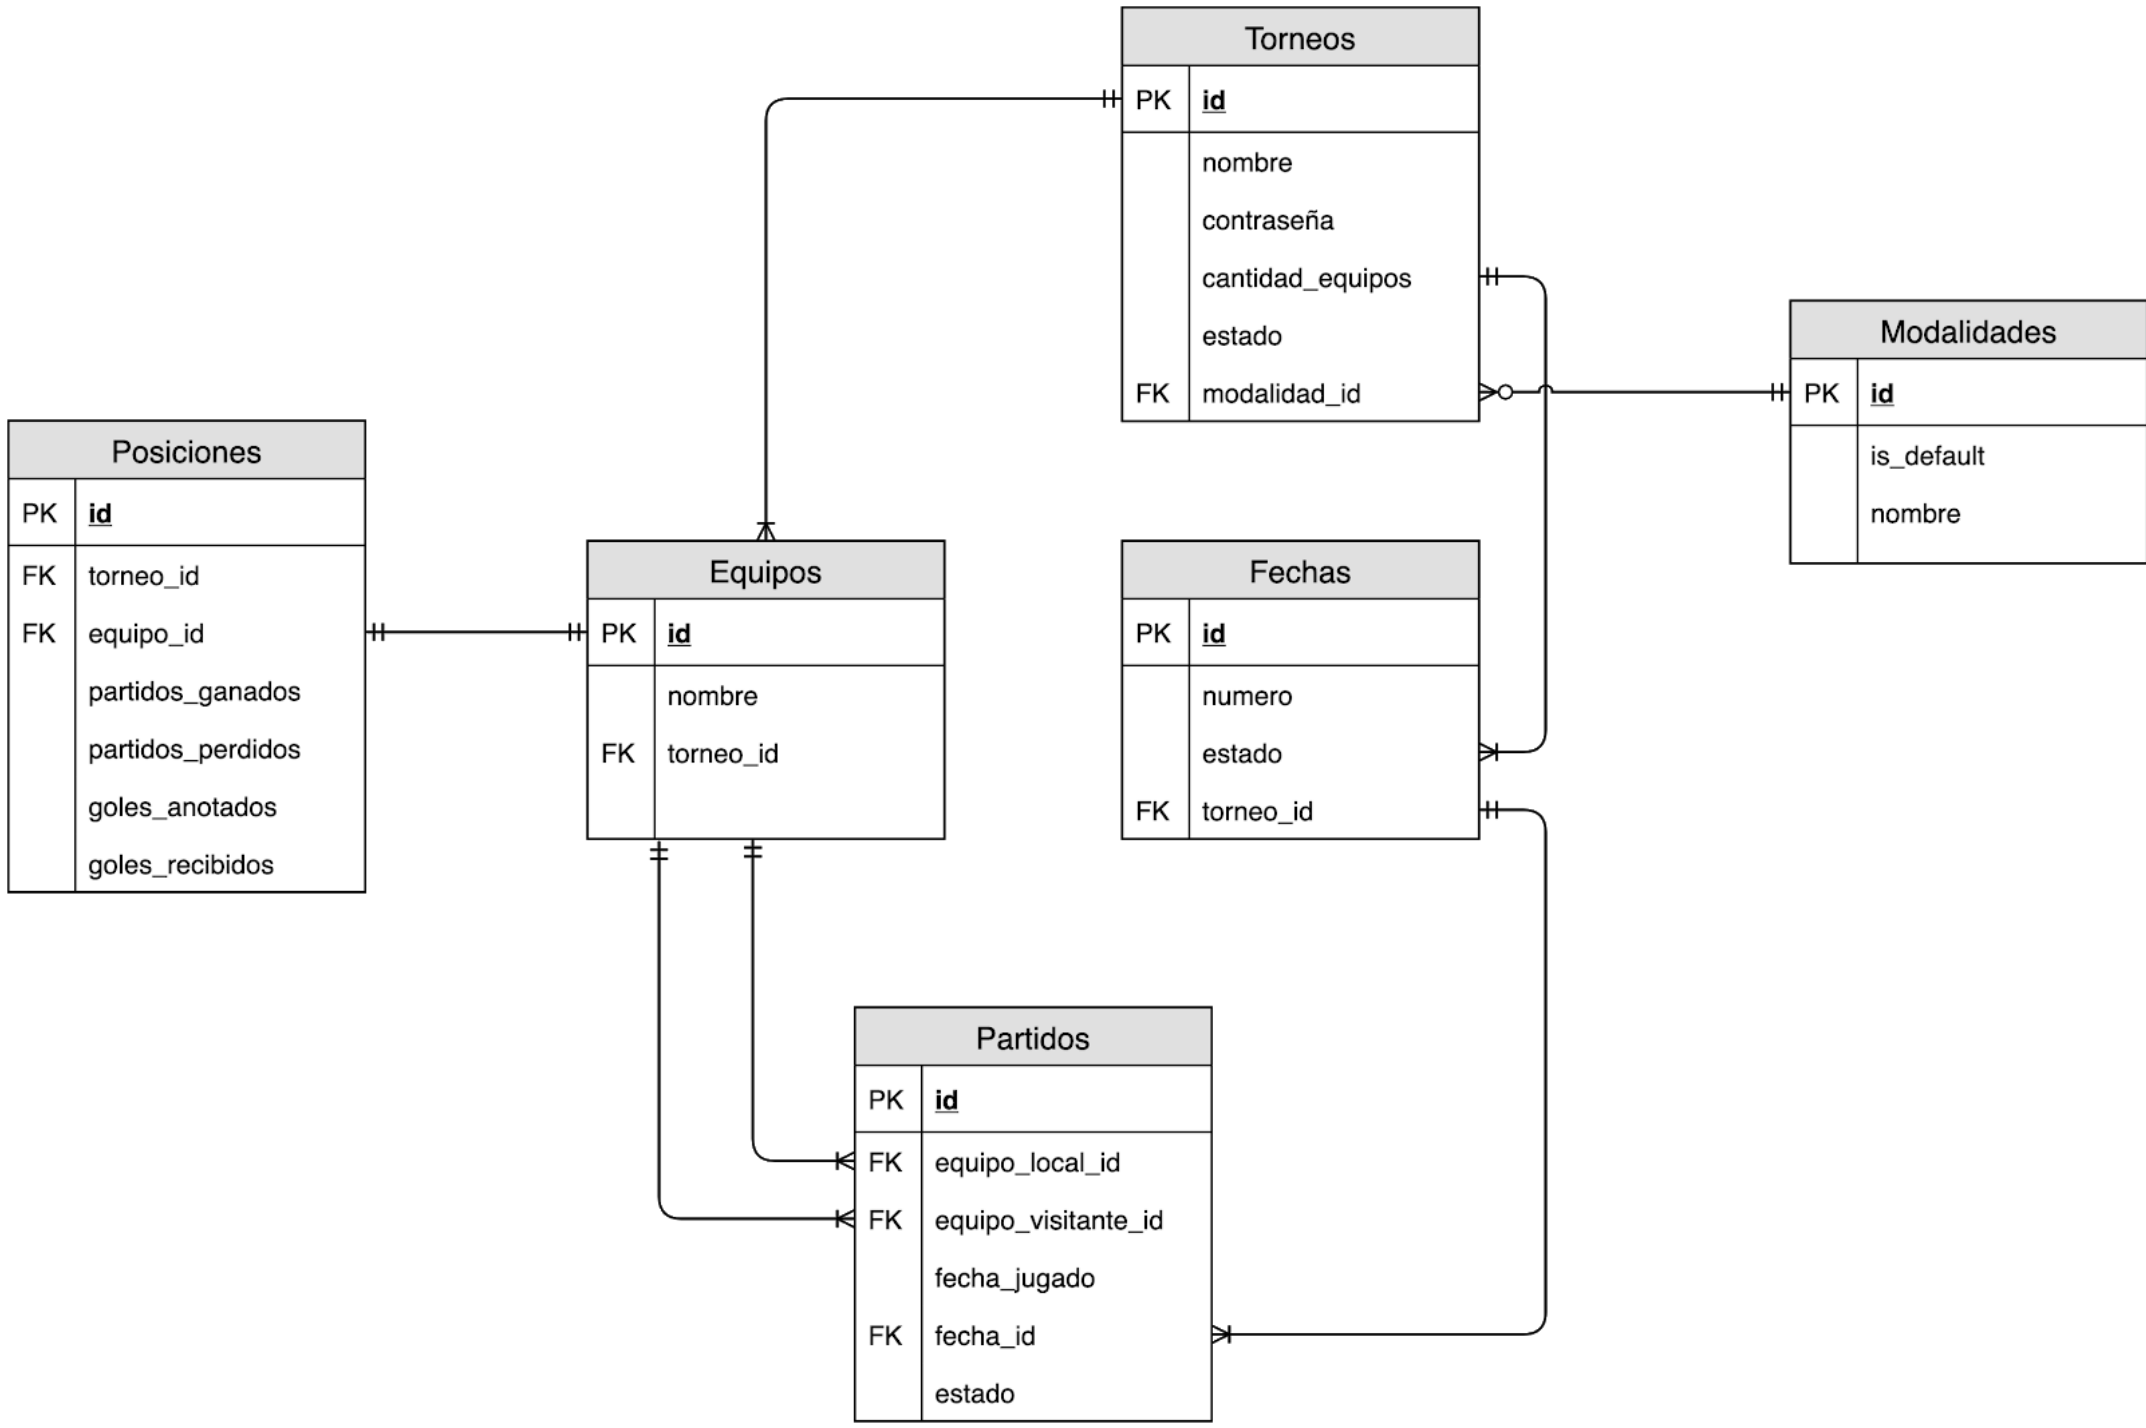 Torneos
PK id
nombre
contraseña
cantidad_equipos
estado
FK modalidad_id
Modalidades
PK id
is_default
nombre
Posiciones
PK id
FK torneo_id
FK equipo_id
partidos_ganados
partidos_perdidos
goles_anotados
goles_recibidos
Equipos
PK id
nombre
FK torneo_id
Fechas
PK id
numero
estado
FK torneo_id
Partidos
PK id
FK equipo_local_id
FK equipo_visitante_id
fecha_jugado
FK fecha_id
estado